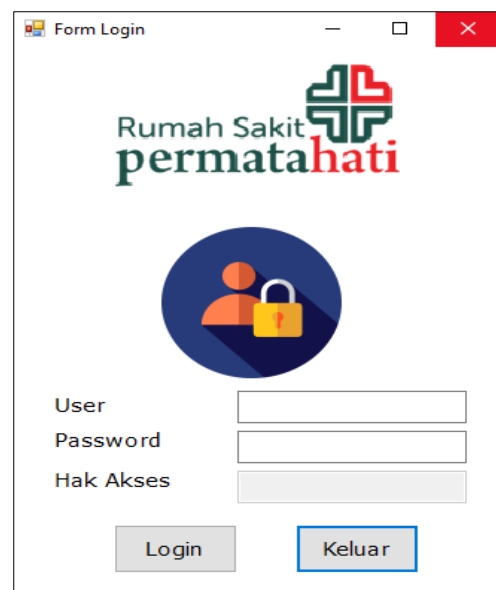 Form Login
Rumah Sakit
permatahati
User
Password
Hak Akses
Login Keluar